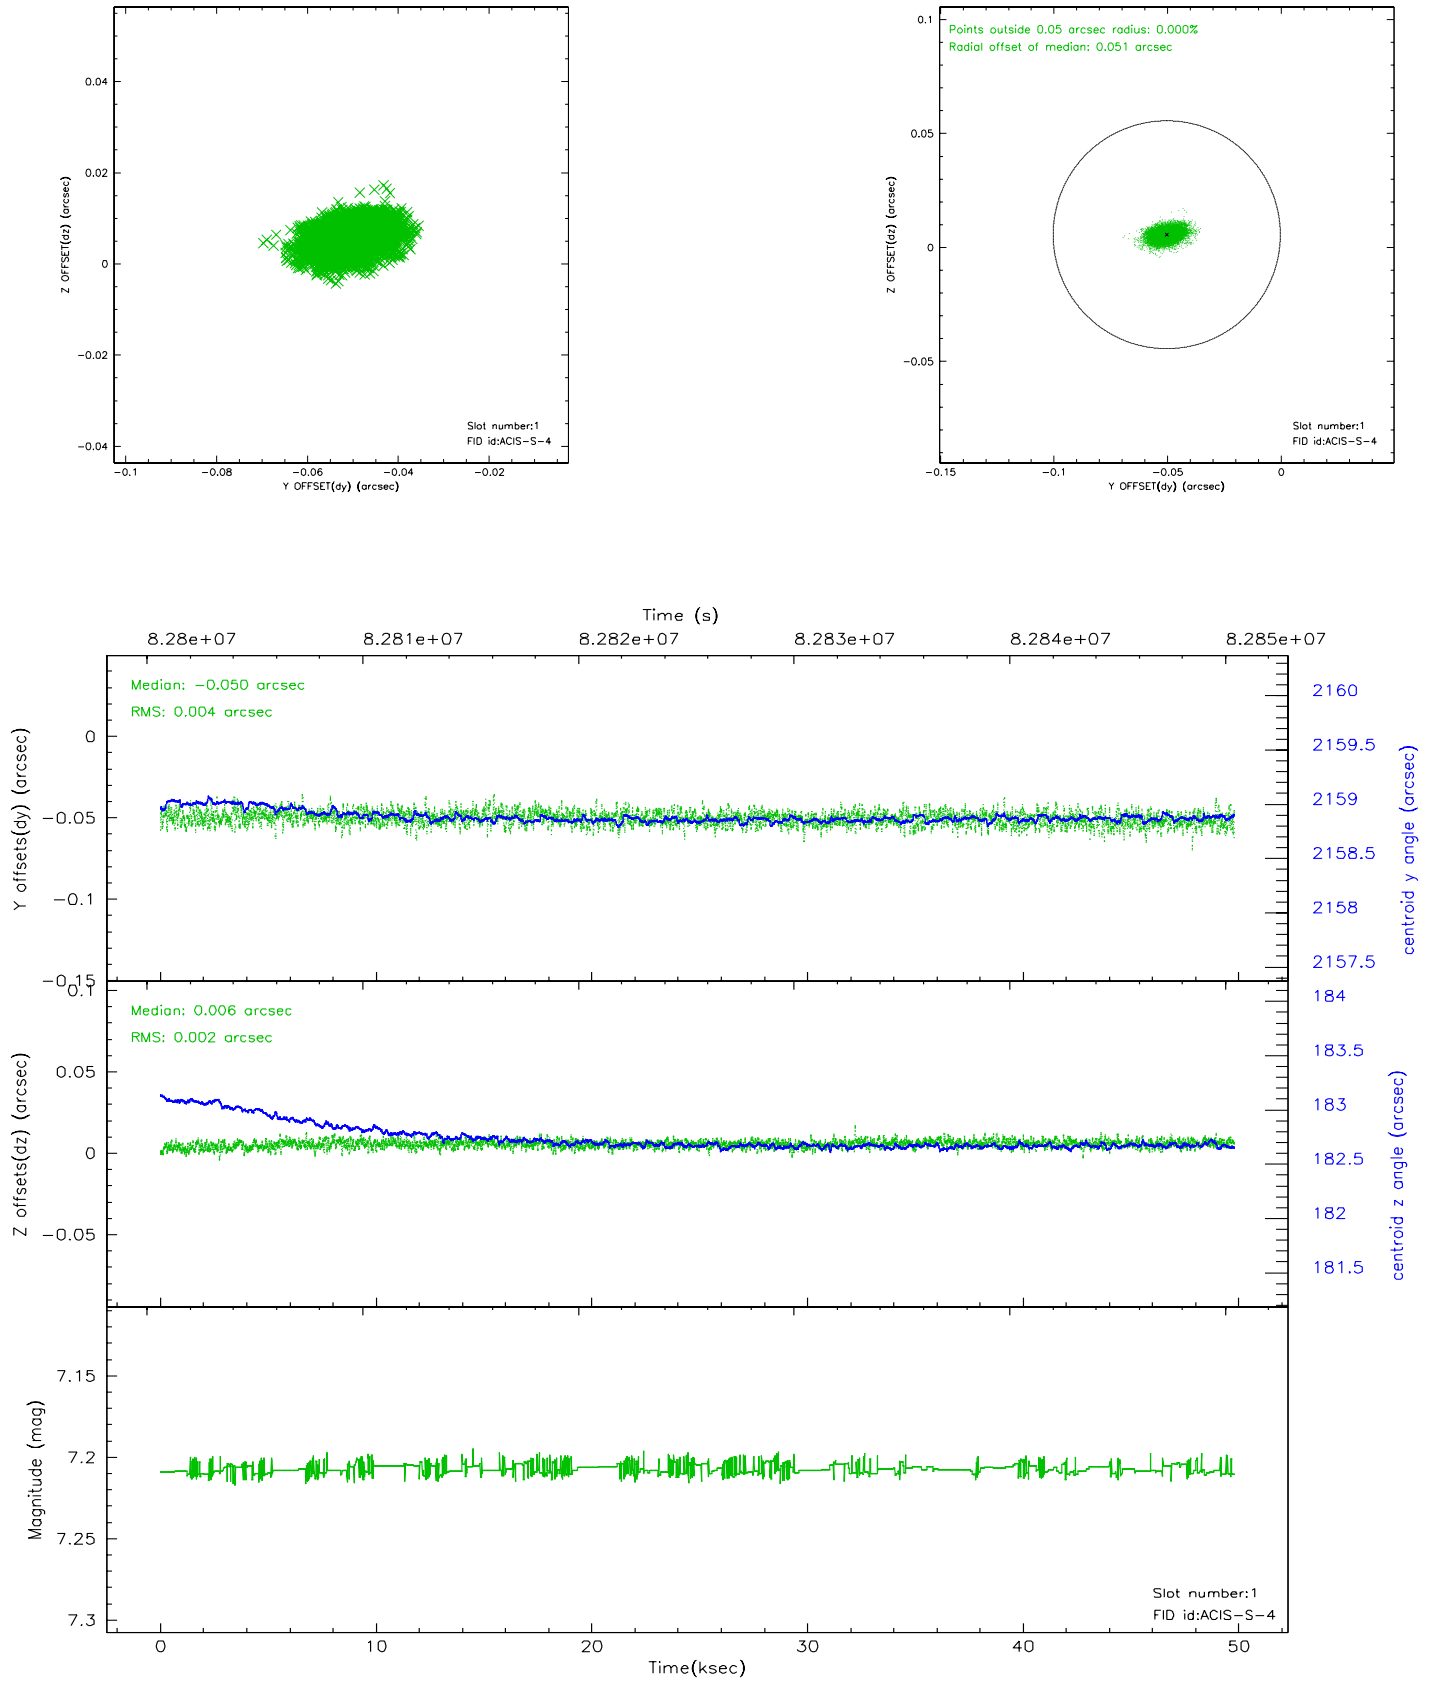 0.04
0.02
0
-0.02
-0.04
Z OFFSET(dz) (arcsec)
Slot number:1
FID id:ACIS-S-4
-0.1 -0.08 -0.06 -0.04 -0.02
Y OFFSET(dy) (arcsec)
Points outside 0.05 arcsec radius: 0.000%
Radial offset of median: 0.051 arcsec
0.1
0.05
0
-0.05
Z OFFSET(dz) (arcsec)
Slot number:1
FID id:ACIS-S-4
-0.15 -0.1 -0.05 0
Y OFFSET(dy) (arcsec)
Time (s)
8.28e+07 8.281e+07 8.282e+07 8.283e+07 8.284e+07 8.285e+07
Median: -0.050 arcsec
RMS: 0.004 arcsec
0
-0.05
-0.1
-0.15
Y offsets(dy) (arcsec)
2160
2159.5
2159
2158.5
2158
2157.5
centroid y angle (arcsec)
Median: 0.006 arcsec
RMS: 0.002 arcsec
0.1
0.05
0
-0.05
Z offsets(dz) (arcsec)
184
183.5
183
182.5
182
181.5
centroid z angle (arcsec)
7.15
7.2
7.25
7.3
Magnitude (mag)
Slot number:1
FID id:ACIS-S-4
0 10 20 30 40 50
Time(ksec)